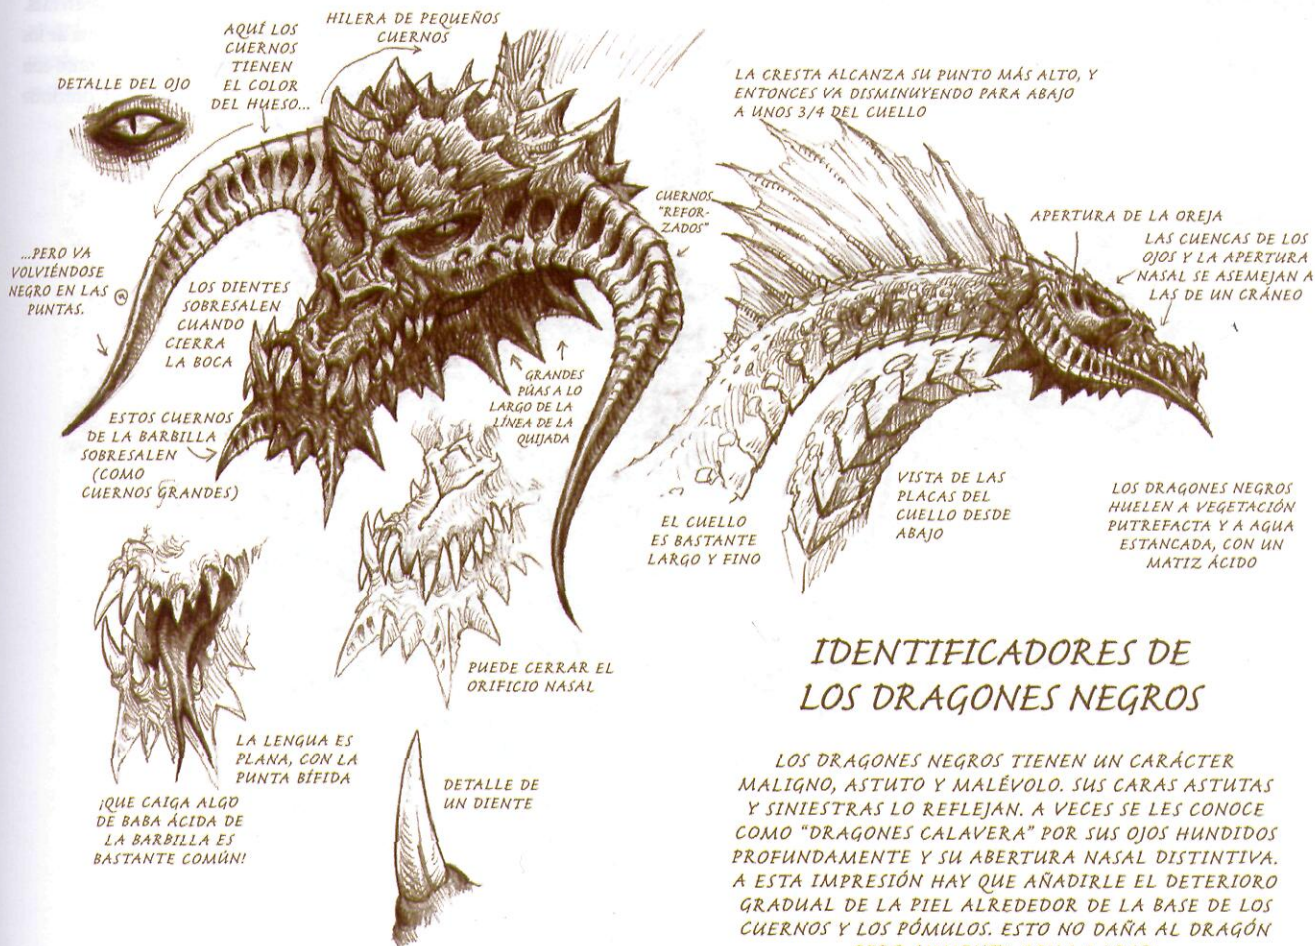 AQUÍ LOS
CUERNOS
TIENEN
EL COLOR
DEL HUESO...
HILERA DE PEQUEÑOS
CUERNOS
DETALLE DEL OJO
LA CRESTA ALCANZA SU PUNTO MÁS ALTO, Y
ENTONCES VA DISMINUYENDO PARA ABAJO
A UNOS 3/4 DEL CUELLO
CUERNOS
"REFOR-
ZADOS"
APERTURA DE LA OREJA
LAS CUENCAS DE LOS
OJOS Y LA APERTURA
NASAL SE ASEMEJAN A
LAS DE UN CRÁNEO
...PERO VA
VOLVIÉNDOSE
NEGRO EN LAS
PUNTAS.
LOS DIENTES
SOBRESALEN
CUANDO
CIERRA
LA BOCA
GRANDES
PÚAS A LO
LARGO DE LA
LÍNEA DE LA
QUIJADA
ESTOS CUERNOS
DE LA BARBILLA
SOBRESALEN
(COMO
CUERNOS GRANDES)
EL CUELLO
ES BASTANTE
LARGO Y FINO
VISTA DE LAS
PLACAS DEL
CUELLO DESDE
ABAJO
LOS DRAGONES NEGROS
HUELEN A VEGETACIÓN
PUTREFACTA Y A AGUA
ESTANCADA, CON UN
MATIZ ÁCIDO
PUEDE CERRAR EL
ORIFICIO NASAL
LA LENGUA ES
PLANA, CON LA
PUNTA BÍFIDA
¡QUE CAIGA ALGO
DE BABA ÁCIDA DE
LA BARBILLA ES
BASTANTE COMÚN!
DETALLE DE
UN DIENTE
IDENTIFICADORES DE
LOS DRAGONES NEGROS
LOS DRAGONES NEGROS TIENEN UN CARÁCTER
MALIGNO, ASTUTO Y MALÉVOLO. SUS CARAS ASTUTAS
Y SINIESTRAS LO REFLEJAN. A VECES SE LES CONOCE
COMO "DRAGONES CALAVERA" POR SUS OJOS HUNDIDOS
PROFUNDAMENTE Y SU ABERTURA NASAL DISTINTIVA.
A ESTA IMPRESIÓN HAY QUE AÑADIRLE EL DETERIORO
GRADUAL DE LA PIEL ALREDEDOR DE LA BASE DE LOS
CUERNOS Y LOS PÓMULOS. ESTO NO DAÑA AL DRAGÓN